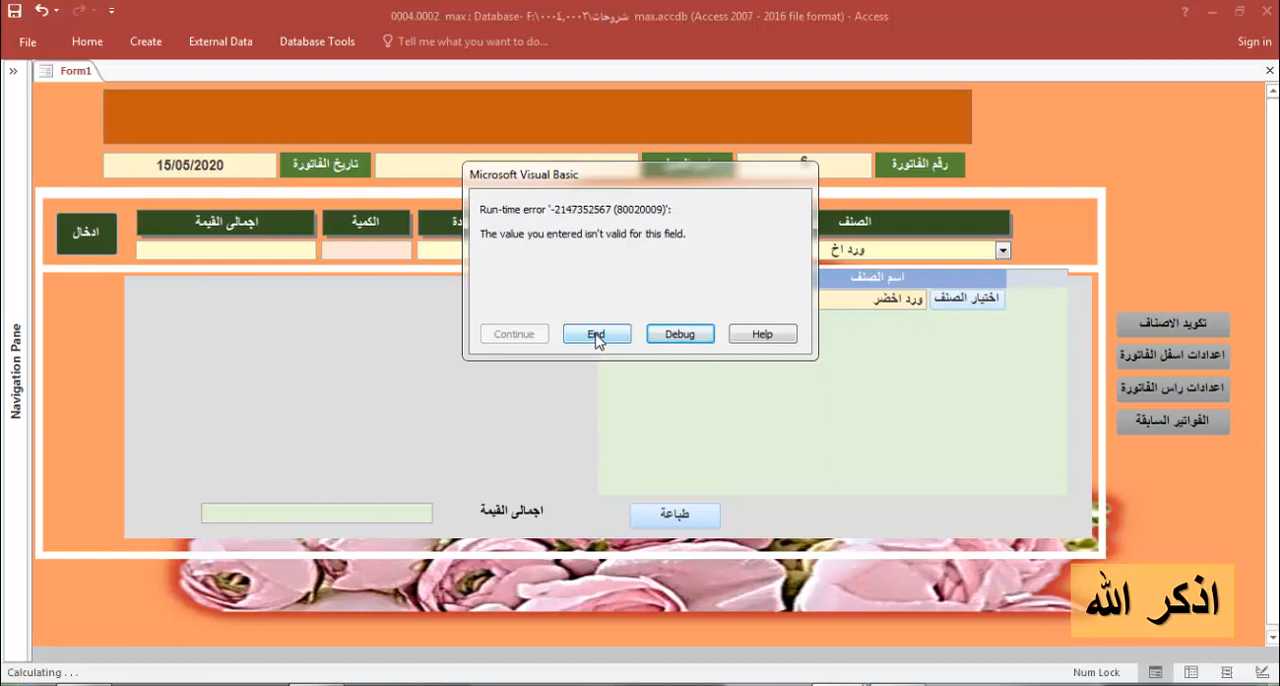 0004.0002 max : Database- F:\شروحات\٠٠٠٤,٠٠٠٢ max.accdb (Access 2007 - 2016 file format) - Access
File Home Create External Data Database Tools Tell me what you want to do... Sign in
Form1
رقم الفاتورة
تاريخ الفاتورة 15/05/2020
Microsoft Visual Basic
Run-time error '-2147352567 (80020009)':
The value you entered isn't valid for this field.
Continue End Debug Help
الصنف
الكمية
اجمالى القيمة
ادخال
ورد اخ
اسم الصنف
اختيار الصنف ورد اخضر
تكويد الاصناف
اعدادات اسفل الفاتورة
اعدادات راس الفاتورة
الفواتير السابقة
طباعة
اجمالى القيمة
اذكر الله
Navigation Pane
Calculating . . .
Num Lock